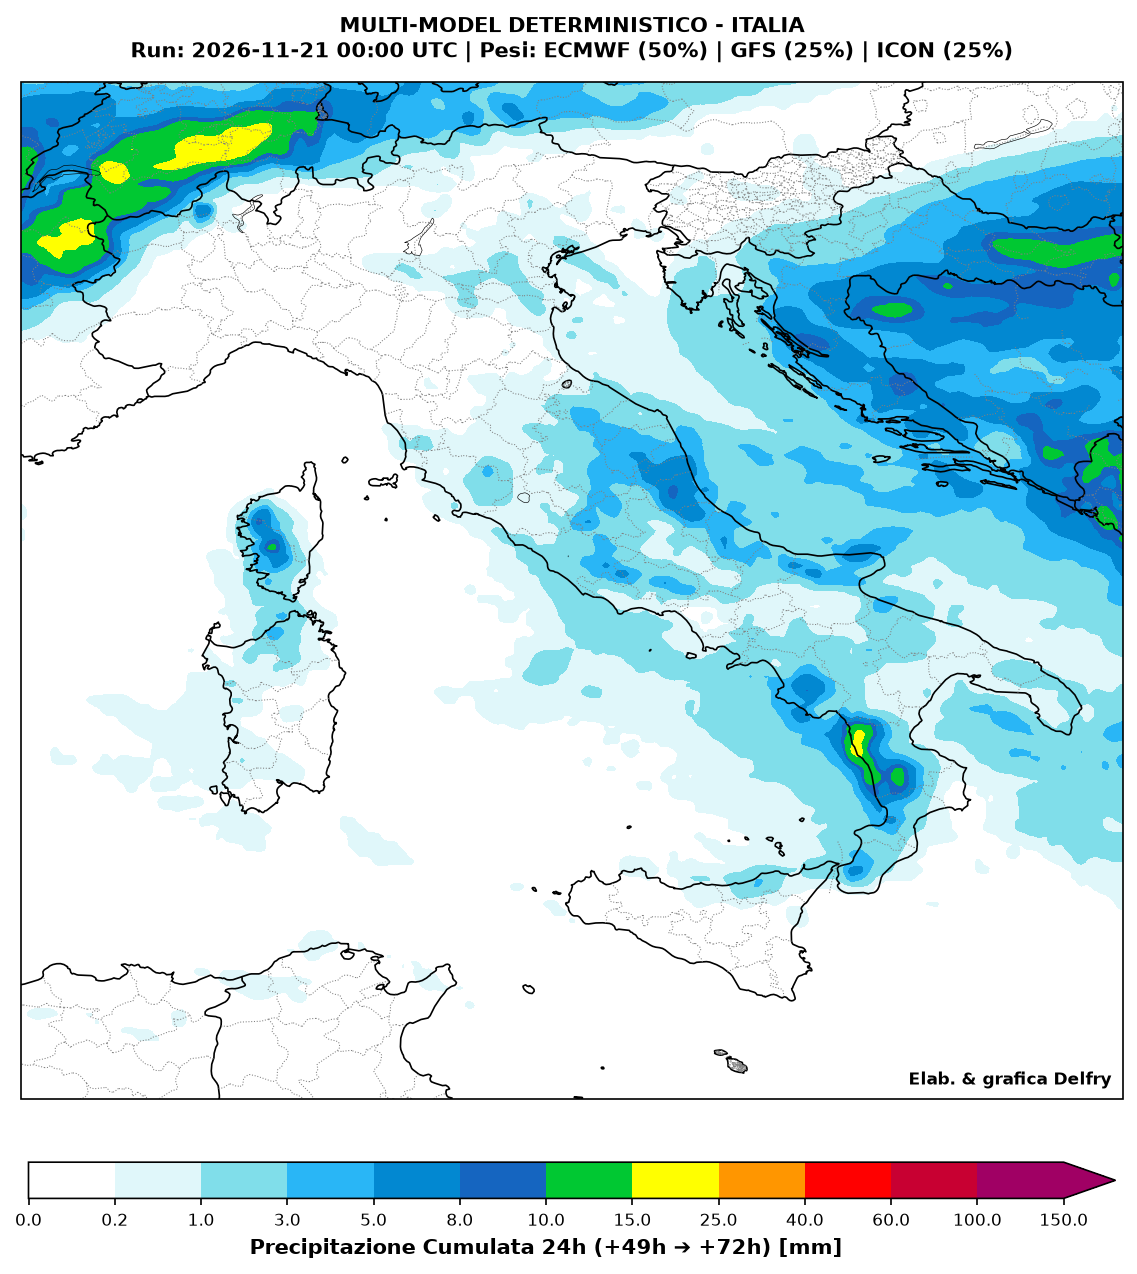 MULTI-MODEL DETERMINISTICO - ITALIA
Run: 2026-11-21 00:00 UTC | Pesi: ECMWF (50%) | GFS (25%) | ICON (25%)
Elab. & grafica Delfry
0.0 0.2 1.0 3.0 5.0 8.0 10.0 15.0 25.0 40.0 60.0 100.0 150.0
Precipitazione Cumulata 24h (+49h → +72h) [mm]